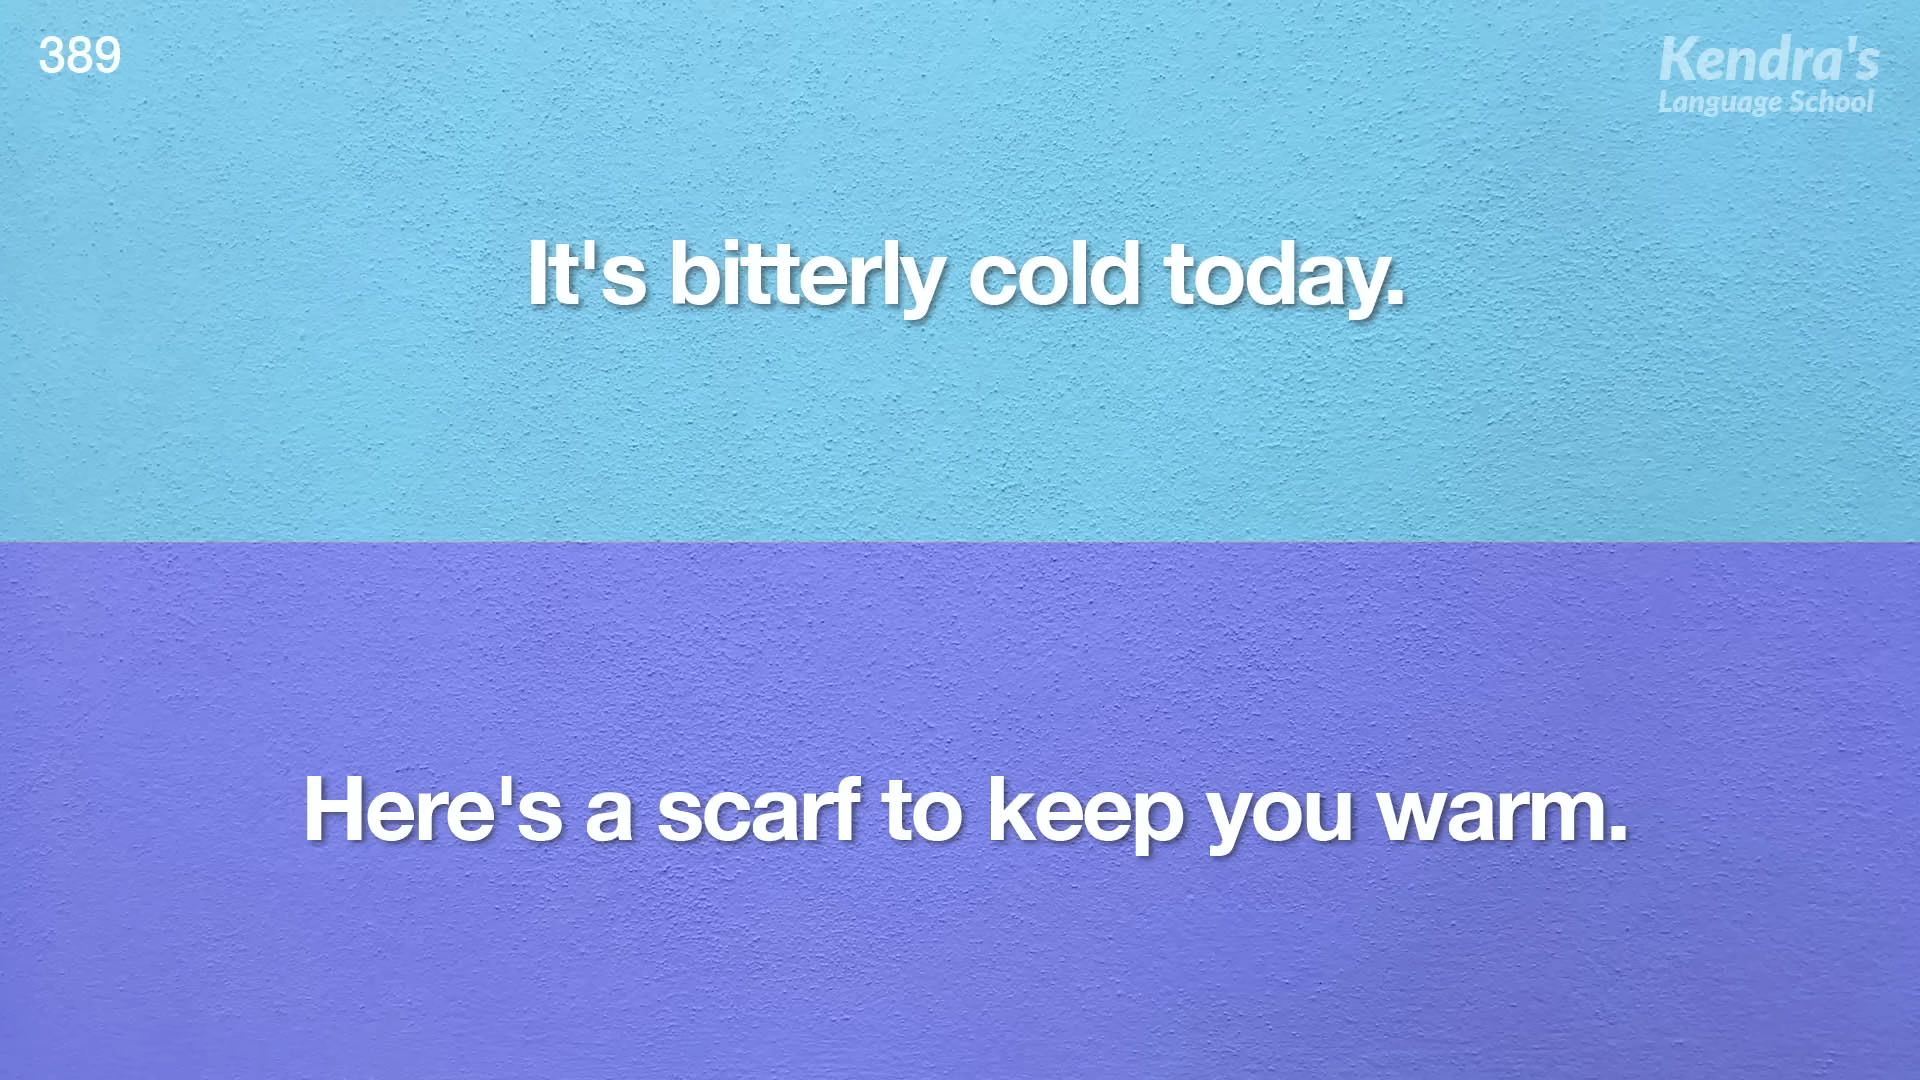 389
Kendra's
Language School
It's bitterly cold today.
Here's a scarf to keep you warm.